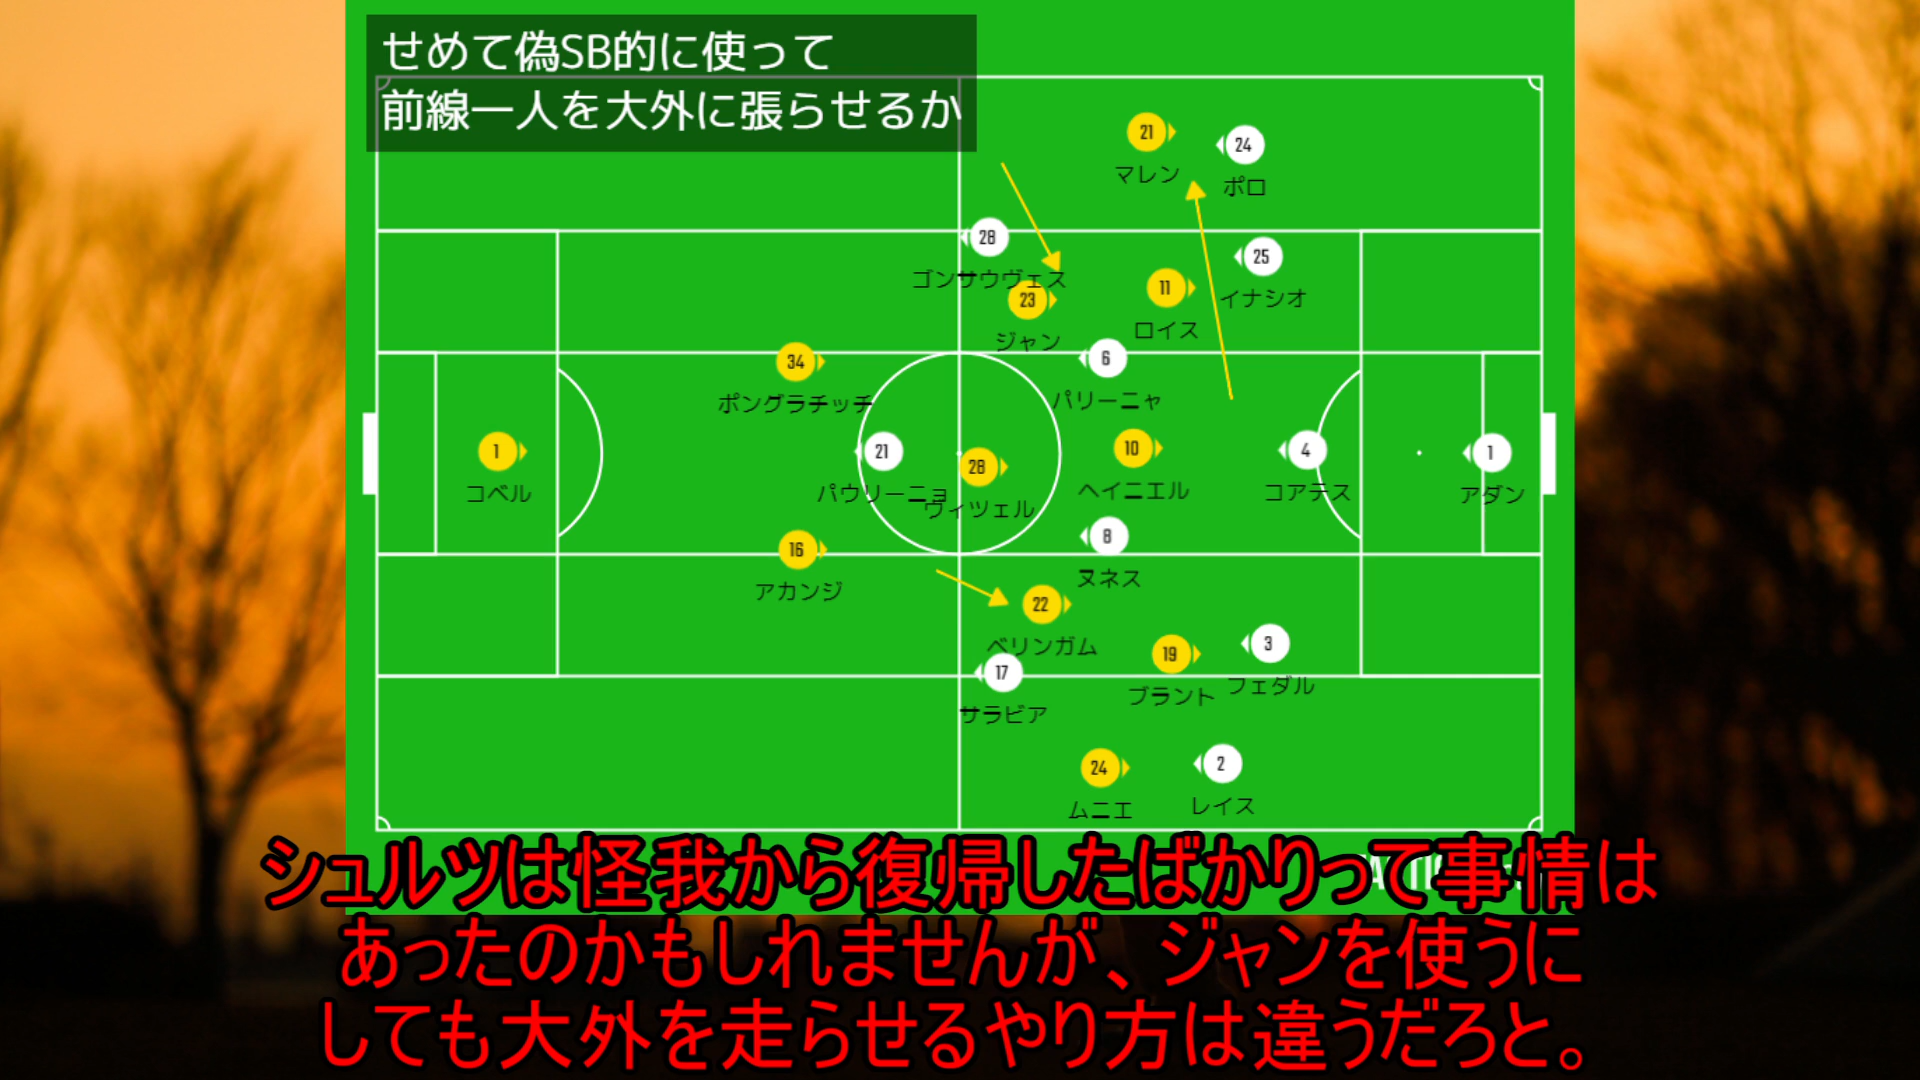 せめて偽SB的に使って
前線一人を大外に張らせるか
21
マレン
24
ポロ
28
ゴンサウヴェス
25
イナシオ
23
ジャン
11
ロイス
34
ポングラチッチ
6
パリーニャ
1
コベル
21
パウリーニョ
28
ヴィツェル
10
ヘイニエル
4
コアテス
1
アダン
16
アカンジ
8
ヌネス
22
ベリンガム
17
サラビア
19
ブラント
3
フェダル
24
ムニエ
2
レイス
シュルツは怪我から復帰したばかりって事情は
あったのかもしれませんが、ジャンを使うに
しても大外を走らせるやり方は違うだろと。